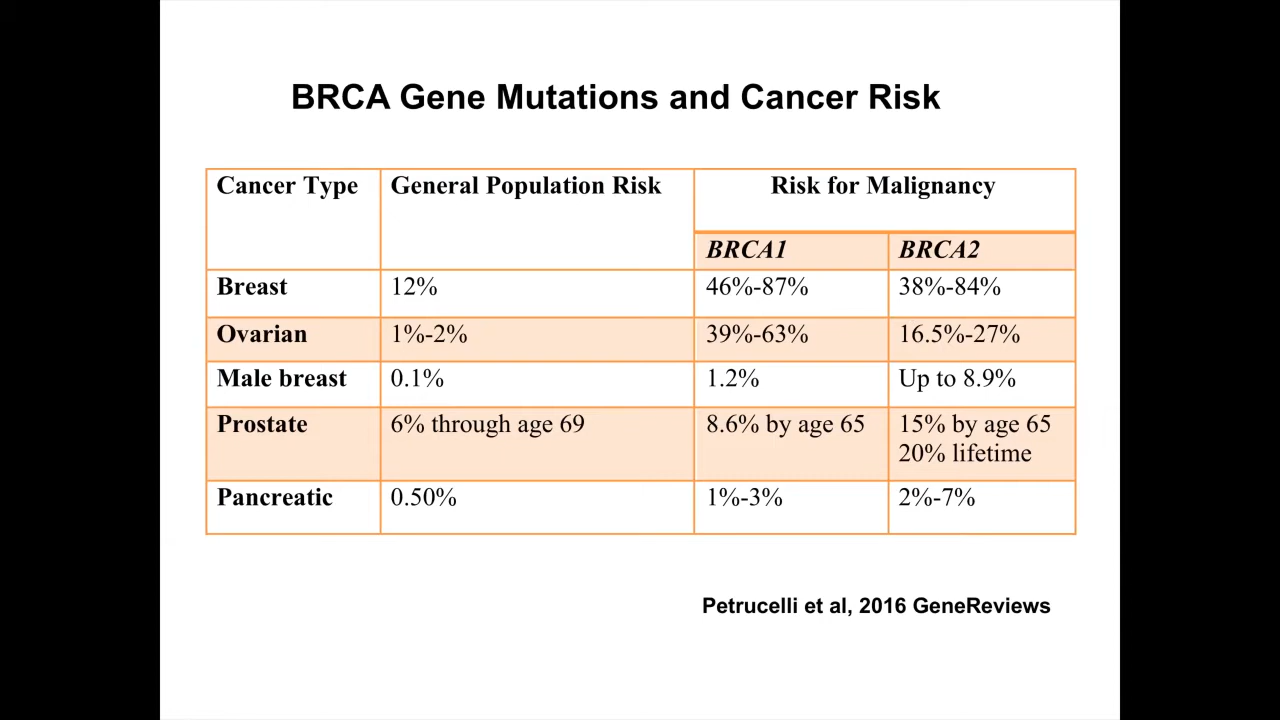 BRCA Gene Mutations and Cancer Risk
Cancer Type General Population Risk Risk for Malignancy
BRCA1 BRCA2
Breast 12% 46%-87% 38%-84%
Ovarian 1%-2% 39%-63% 16.5%-27%
Male breast 0.1% 1.2% Up to 8.9%
Prostate 6% through age 69 8.6% by age 65 15% by age 65
20% lifetime
Pancreatic 0.50% 1%-3% 2%-7%
Petrucelli et al, 2016 GeneReviews